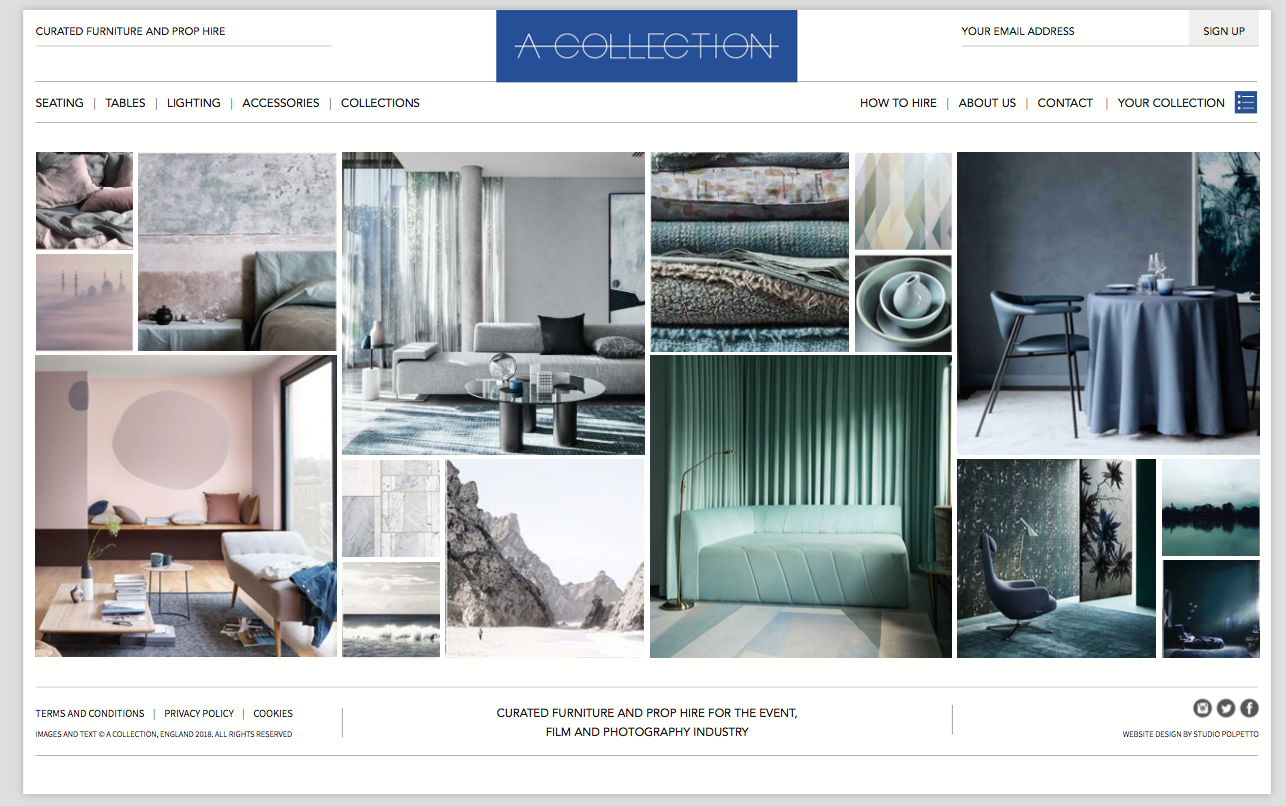 CURATED FURNITURE AND PROP HIRE
A COLLECTION
YOUR EMAIL ADDRESS
SIGN UP
SEATING | TABLES | LIGHTING | ACCESSORIES | COLLECTIONS
HOW TO HIRE | ABOUT US | CONTACT | YOUR COLLECTION
TERMS AND CONDITIONS | PRIVACY POLICY | COOKIES
IMAGES AND TEXT © A COLLECTION, ENGLAND 2018. ALL RIGHTS RESERVED
CURATED FURNITURE AND PROP HIRE FOR THE EVENT,
FILM AND PHOTOGRAPHY INDUSTRY
WEBSITE DESIGN BY STUDIO POLPETTO